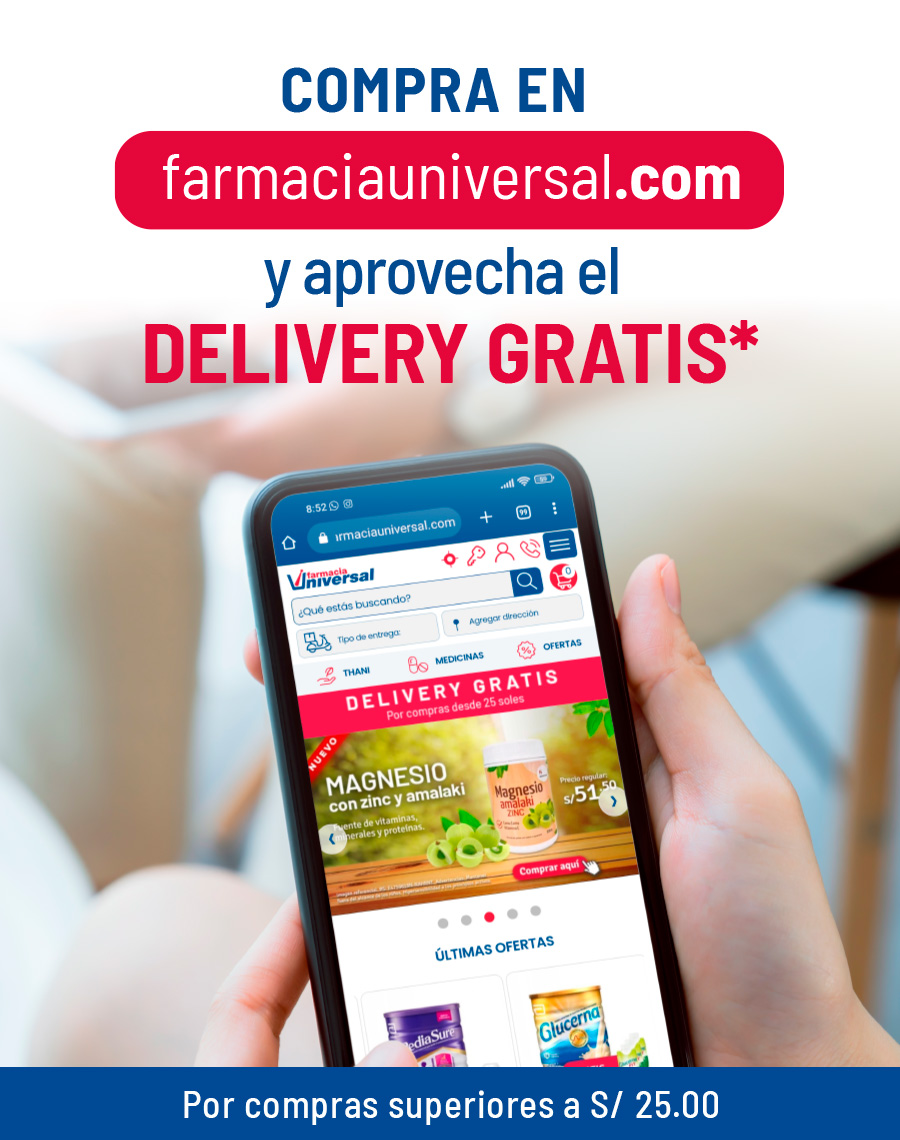 COMPRA EN
farmaciauniversal.com
y aprovecha el
DELIVERY GRATIS*
8:52
99
rmaciauniversal.com
farmacia
Universal
0
¿Qué estás buscando?
Tipo de entrega:
Agregar dirección
THANI
MEDICINAS
OFERTAS
DELIVERY GRATIS
Por compras desde 25 soles
NUEVO
MAGNESIO
con zinc y amalaki
Fuente de vitaminas,
minerales y proteínas.
Magnesio
amalaki
ZINC
Precio regular:
S/51.50
Comprar aquí
ÚLTIMAS OFERTAS
PediaSure
Glucerna
Por compras superiores a S/ 25.00